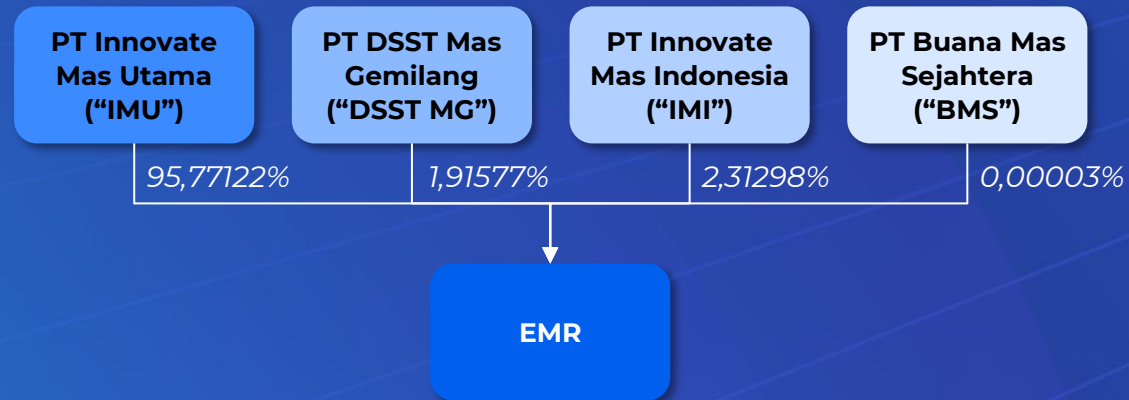 PT Innovate
Mas Utama
(“IMU”)
PT DSST Mas
Gemilang
(“DSST MG”)
PT Innovate
Mas Indonesia
(“IMI”)
PT Buana Mas
Sejahtera
(“BMS”)
95,77122%
1,91577%
2,31298%
0,00003%
EMR